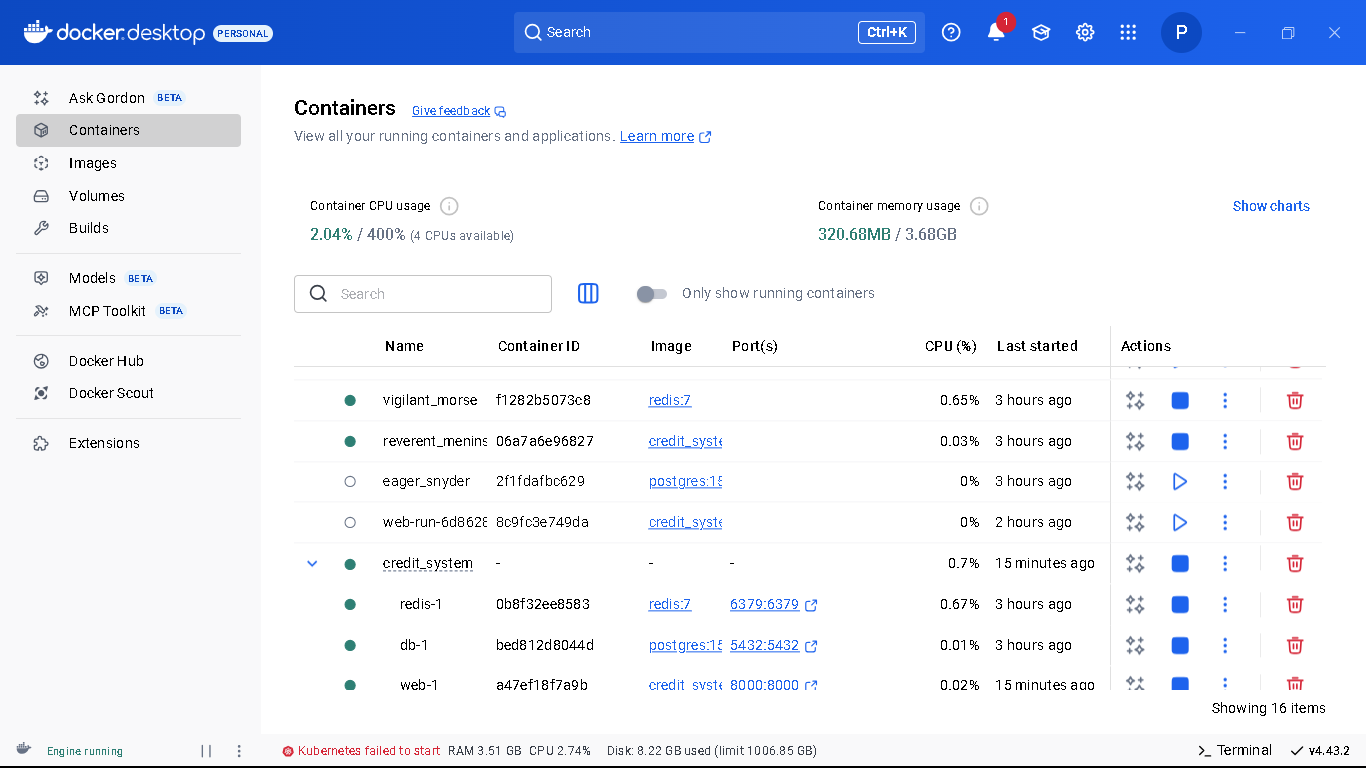 docker.desktop PERSONAL
Search Ctrl+K
1
P
Ask Gordon BETA
Containers
Images
Volumes
Builds
Models BETA
MCP Toolkit BETA
Docker Hub
Docker Scout
Extensions
Containers Give feedback
View all your running containers and applications. Learn more
Container CPU usage
2.04% / 400% (4 CPUs available)
Container memory usage
320.68MB / 3.68GB
Show charts
Search
Only show running containers
Name Container ID Image Port(s) CPU (%) Last started Actions
vigilant_morse f1282b5073c8 redis:7 0.65% 3 hours ago
reverent_menins 06a7a6e96827 credit_syste 0.03% 3 hours ago
eager_snyder 2f1fdafbc629 postgres:15 0% 3 hours ago
web-run-6d8628 8c9fc3e749da credit_syste 0% 2 hours ago
credit_system - - - 0.7% 15 minutes ago
redis-1 0b8f32ee8583 redis:7 6379:6379 0.67% 3 hours ago
db-1 bed812d8044d postgres:15 5432:5432 0.01% 3 hours ago
web-1 a47ef18f7a9b credit_syste 8000:8000 0.02% 15 minutes ago
Showing 16 items
Engine running
Kubernetes failed to start RAM 3.51 GB CPU 2.74% Disk: 8.22 GB used (limit 1006.85 GB)
>_ Terminal v4.43.2